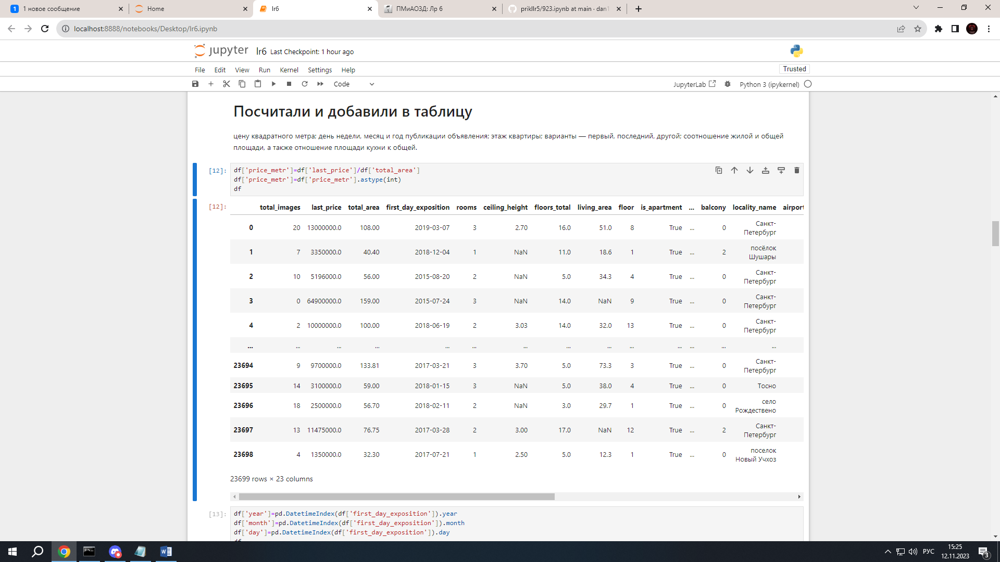 1 новое сообщение
Home
lr6
ПМиАОЗД: Лр 6
prikllr5/923.ipynb at main · dan1
localhost:8888/notebooks/Desktop/lr6.ipynb
jupyter lr6 Last Checkpoint: 1 hour ago
File Edit View Run Kernel Settings Help
Trusted
Code
JupyterLab
Python 3 (ipykernel)
Посчитали и добавили в таблицу
цену квадратного метра; день недели, месяц и год публикации объявления; этаж квартиры; варианты — первый, последний, другой; соотношение жилой и общей
площади, а также отношение площади кухни к общей.
[12]:
df['price_metr']=df['last_price']/df['total_area']
df['price_metr']=df['price_metr'].astype(int)
df
[12]:
total_images last_price total_area first_day_exposition rooms ceiling_height floors_total living_area floor is_apartment ... balcony locality_name airport
0 20 13000000.0 108.00 2019-03-07 3 2.70 16.0 51.0 8 True ... 0 Санкт-
Петербург
1 7 3350000.0 40.40 2018-12-04 1 NaN 11.0 18.6 1 True ... 2 посёлок
Шушары
2 10 5196000.0 56.00 2015-08-20 2 NaN 5.0 34.3 4 True ... 0 Санкт-
Петербург
3 0 64900000.0 159.00 2015-07-24 3 NaN 14.0 NaN 9 True ... 0 Санкт-
Петербург
4 2 10000000.0 100.00 2018-06-19 2 3.03 14.0 32.0 13 True ... 0 Санкт-
Петербург
... ... ... ... ... ... ... ... ... ... ... ... ... ...
23694 9 9700000.0 133.81 2017-03-21 3 3.70 5.0 73.3 3 True ... 0 Санкт-
Петербург
23695 14 3100000.0 59.00 2018-01-15 3 NaN 5.0 38.0 4 True ... 0 Тосно
23696 18 2500000.0 56.70 2018-02-11 2 NaN 3.0 29.7 1 True ... 0 село
Рождествено
23697 13 11475000.0 76.75 2017-03-28 2 3.00 17.0 NaN 12 True ... 2 Санкт-
Петербург
23698 4 1350000.0 32.30 2017-07-21 1 2.50 5.0 12.3 1 True ... 0 поселок
Новый Учхоз
23699 rows × 23 columns
[13]:
df['year']=pd.DatetimeIndex(df['first_day_exposition']).year
df['month']=pd.DatetimeIndex(df['first_day_exposition']).month
df['day']=pd.DatetimeIndex(df['first_day_exposition']).day
df
РУС
15:25
12.11.2023
3